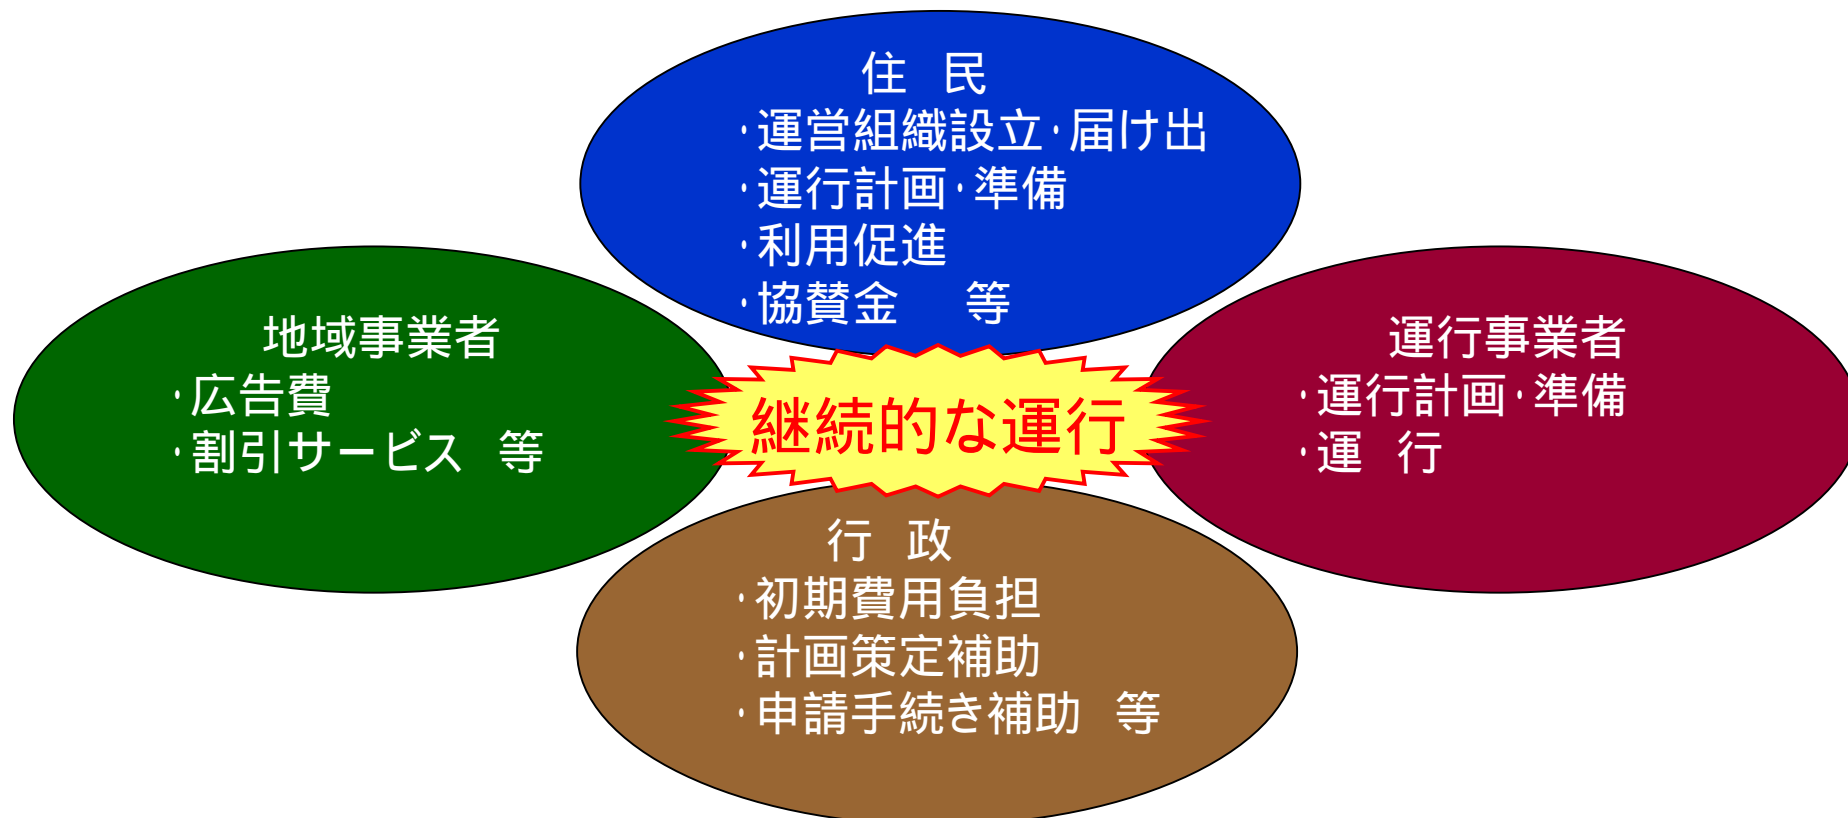 住 民
・運営組織設立・届け出
・運行計画・準備
・利用促進
・協賛金 等
地域事業者
・広告費
・割引サービス 等
継続的な運行
運行事業者
・運行計画・準備
・運 行
行 政
・初期費用負担
・計画策定補助
・申請手続き補助 等